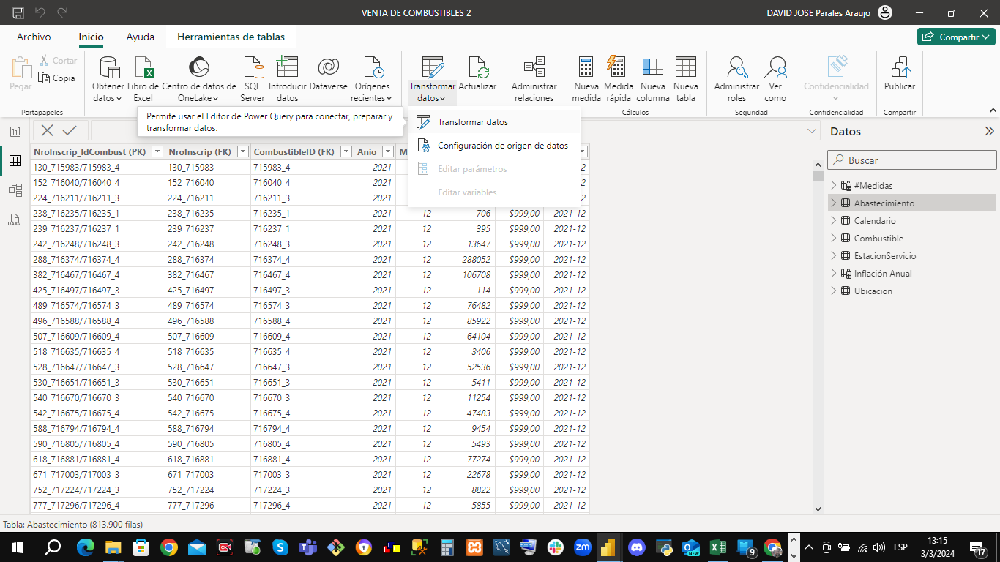 VENTA DE COMBUSTIBLES 2
DAVID JOSE Parales Araujo
Archivo
Inicio
Ayuda
Herramientas de tablas
Compartir
Pegar
Cortar
Copia
Portapapeles
Obtener datos
Libro de Excel
Centro de datos de OneLake
SQL Server
Introducir datos
Dataverse
Orígenes recientes
Transformar datos
Actualizar
Administrar relaciones
Nueva medida
Medida rápida
Nueva columna
Nueva tabla
Cálculos
Administrar roles
Ver como
Seguridad
Confidencialidad
Confidencialidad
Publicar
Compartir
Permite usar el Editor de Power Query para conectar, preparar y
transformar datos.
Transformar datos
Configuración de origen de datos
Editar parámetros
Editar variables
NroInscrip_IdCombust (PK) NroInscrip (FK) CombustibleID (FK) Anio M
130_715983/715983_4 130_715983 715983_4 2021 2
152_716040/716040_4 152_716040 716040_4 2021 2
224_716211/716211_3 224_716211 716211_3 2021 2
238_716235/716235_1 238_716235 716235_1 2021 12 706 $999,00 2021-12
239_716237/716237_1 239_716237 716237_1 2021 12 395 $999,00 2021-12
242_716248/716248_3 242_716248 716248_3 2021 12 13647 $999,00 2021-12
288_716374/716374_4 288_716374 716374_4 2021 12 288052 $999,00 2021-12
382_716467/716467_4 382_716467 716467_4 2021 12 106708 $999,00 2021-12
425_716497/716497_3 425_716497 716497_3 2021 12 114 $999,00 2021-12
489_716574/716574_3 489_716574 716574_3 2021 12 76482 $999,00 2021-12
496_716588/716588_4 496_716588 716588_4 2021 12 85922 $999,00 2021-12
507_716609/716609_4 507_716609 716609_4 2021 12 64104 $999,00 2021-12
518_716635/716635_4 518_716635 716635_4 2021 12 3406 $999,00 2021-12
528_716647/716647_3 528_716647 716647_3 2021 12 52536 $999,00 2021-12
530_716651/716651_3 530_716651 716651_3 2021 12 5411 $999,00 2021-12
540_716670/716670_3 540_716670 716670_3 2021 12 11254 $999,00 2021-12
542_716675/716675_4 542_716675 716675_4 2021 12 47483 $999,00 2021-12
588_716794/716794_4 588_716794 716794_4 2021 12 9454 $999,00 2021-12
590_716805/716805_4 590_716805 716805_4 2021 12 5493 $999,00 2021-12
618_716881/716881_4 618_716881 716881_4 2021 12 77274 $999,00 2021-12
671_717003/717003_3 671_717003 717003_3 2021 12 22678 $999,00 2021-12
752_717224/717224_3 752_717224 717224_3 2021 12 8822 $999,00 2021-12
777_717296/717296_4 777_717296 717296_4 2021 12 5855 $999,00 2021-12
Datos
Buscar
#Medidas
Abastecimiento
Calendario
Combustible
EstacionServicio
Inflación Anual
Ubicacion
Tabla: Abastecimiento (813.900 filas)
zm
NEW
9
ESP
13:15
3/3/2024
17